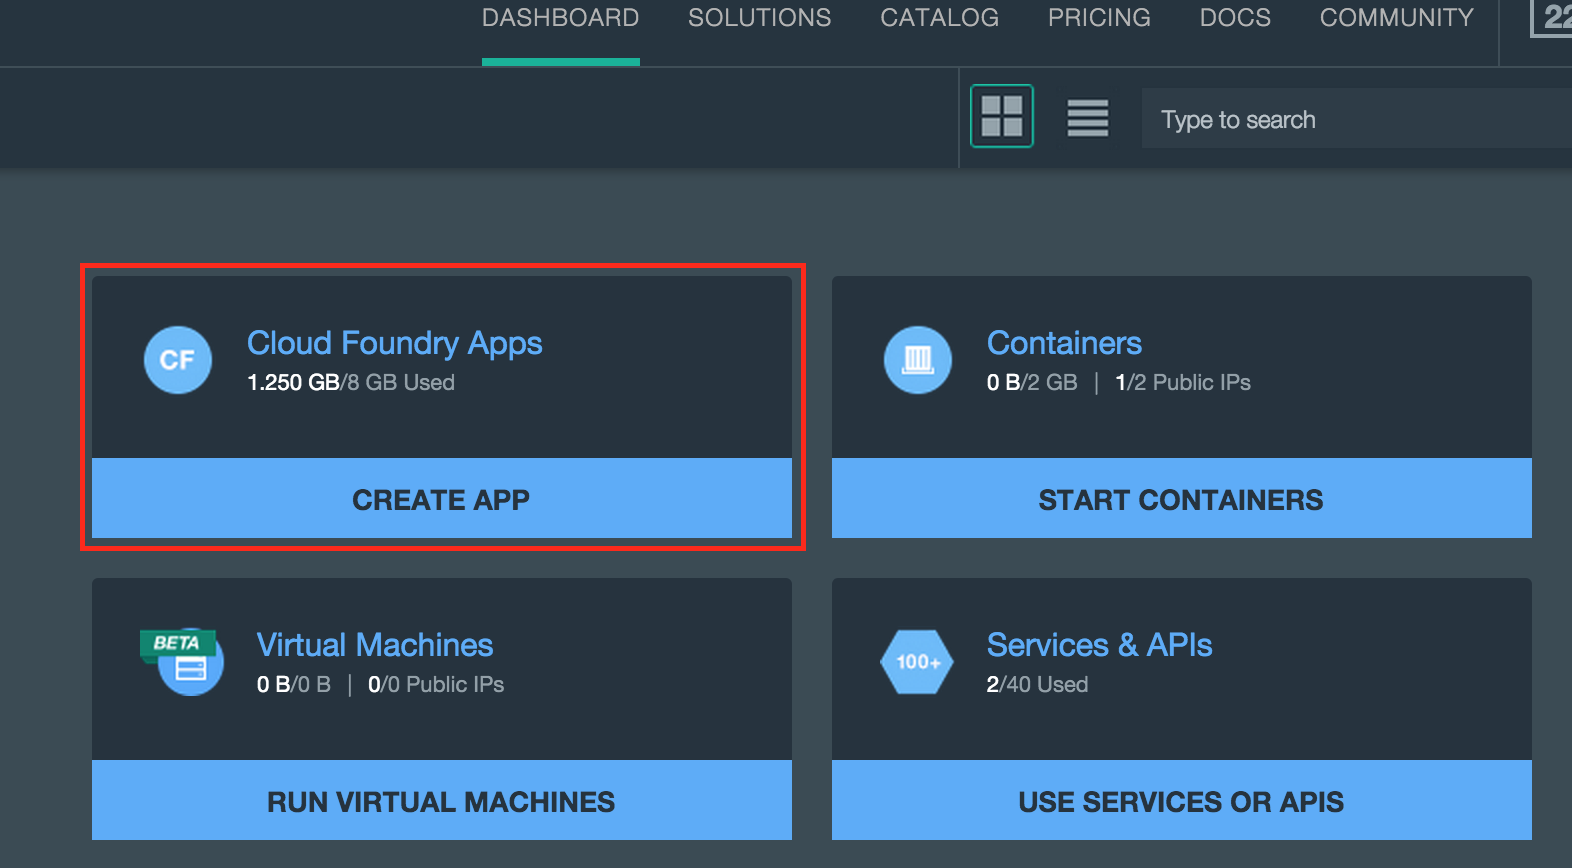 DASHBOARD SOLUTIONS CATALOG PRICING DOCS COMMUNITY 22
Type to search
CF Cloud Foundry Apps
1.250 GB/8 GB Used
CREATE APP
Containers
0 B/2 GB | 1/2 Public IPs
START CONTAINERS
BETA Virtual Machines
0 B/0 B | 0/0 Public IPs
RUN VIRTUAL MACHINES
100+ Services & APIs
2/40 Used
USE SERVICES OR APIS